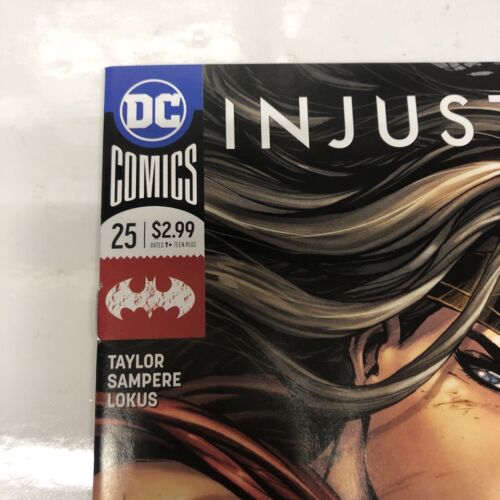 DC
INJUST
COMICS
25 $2.99
RATED T+ TEEN PLUS
TAYLOR
SAMPERE
LOKUS